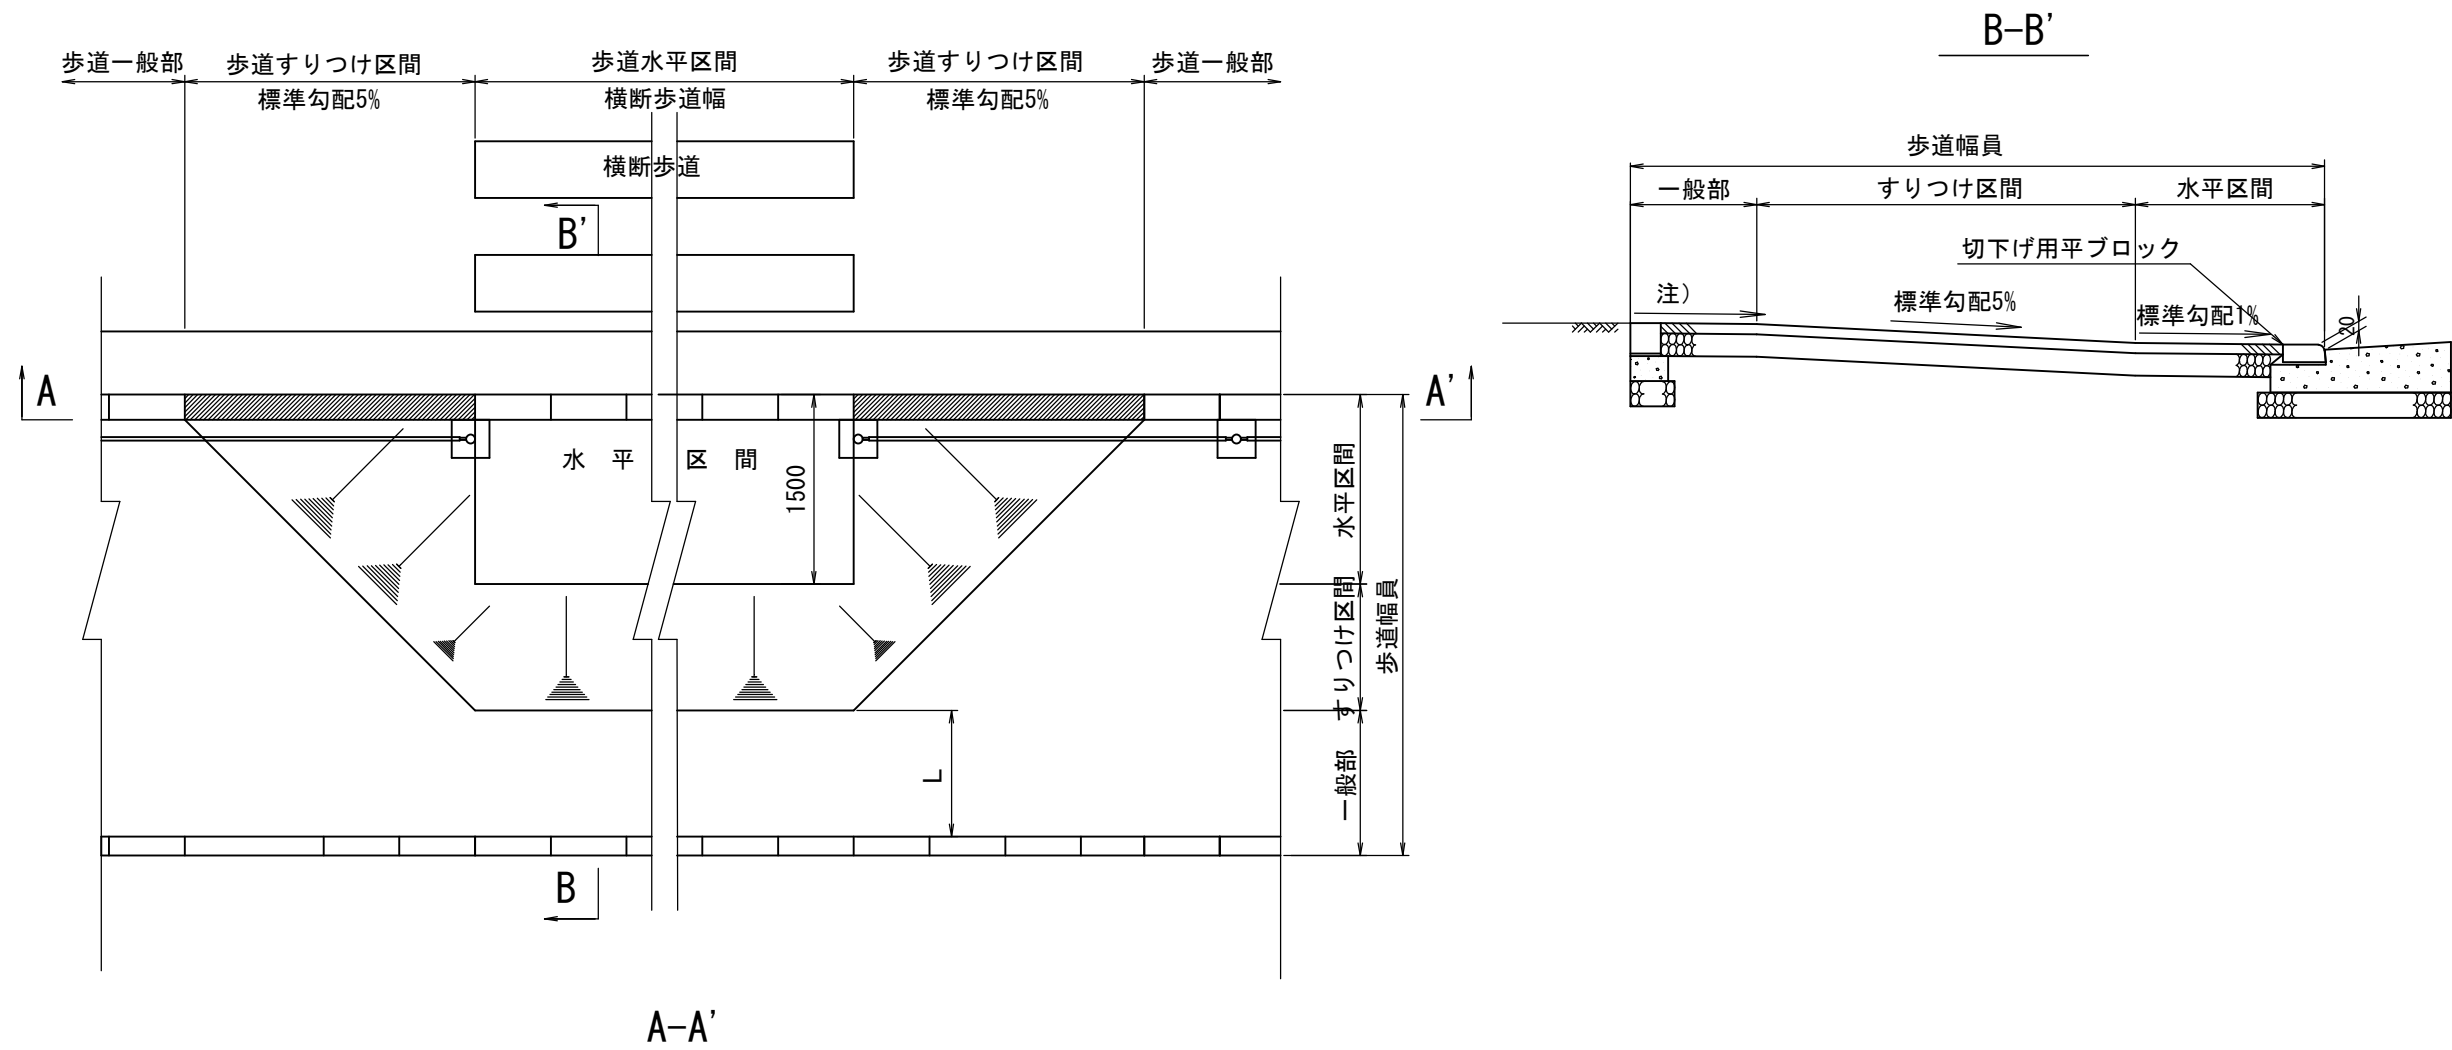 歩道一般部
歩道すりつけ区間
歩道水平区間
歩道すりつけ区間
歩道一般部
標準勾配5%
横断歩道幅
標準勾配5%
横断歩道
B'
A
A'
水平区間
1500
水平区間
すりつけ区間
一般部
歩道幅員
L
B
A-A'
B-B'
歩道幅員
一般部
すりつけ区間
水平区間
切下げ用平ブロック
注)
標準勾配5%
標準勾配1%
20